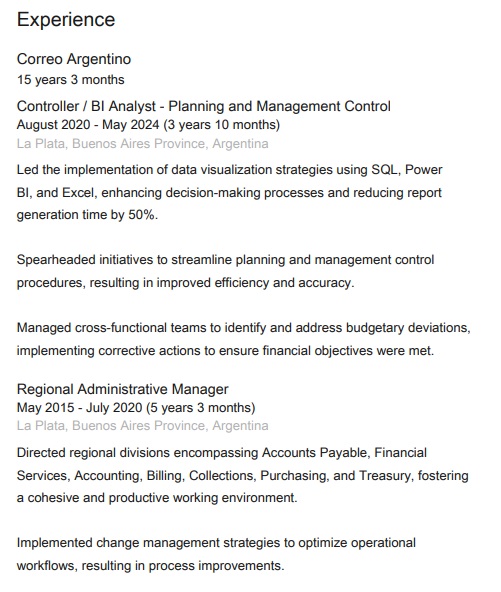 Experience
Correo Argentino
15 years 3 months
Controller / BI Analyst - Planning and Management Control
August 2020 - May 2024 (3 years 10 months)
La Plata, Buenos Aires Province, Argentina
Led the implementation of data visualization strategies using SQL, Power
BI, and Excel, enhancing decision-making processes and reducing report
generation time by 50%.
Spearheaded initiatives to streamline planning and management control
procedures, resulting in improved efficiency and accuracy.
Managed cross-functional teams to identify and address budgetary deviations,
implementing corrective actions to ensure financial objectives were met.
Regional Administrative Manager
May 2015 - July 2020 (5 years 3 months)
La Plata, Buenos Aires Province, Argentina
Directed regional divisions encompassing Accounts Payable, Financial
Services, Accounting, Billing, Collections, Purchasing, and Treasury, fostering
a cohesive and productive working environment.
Implemented change management strategies to optimize operational
workflows, resulting in process improvements.